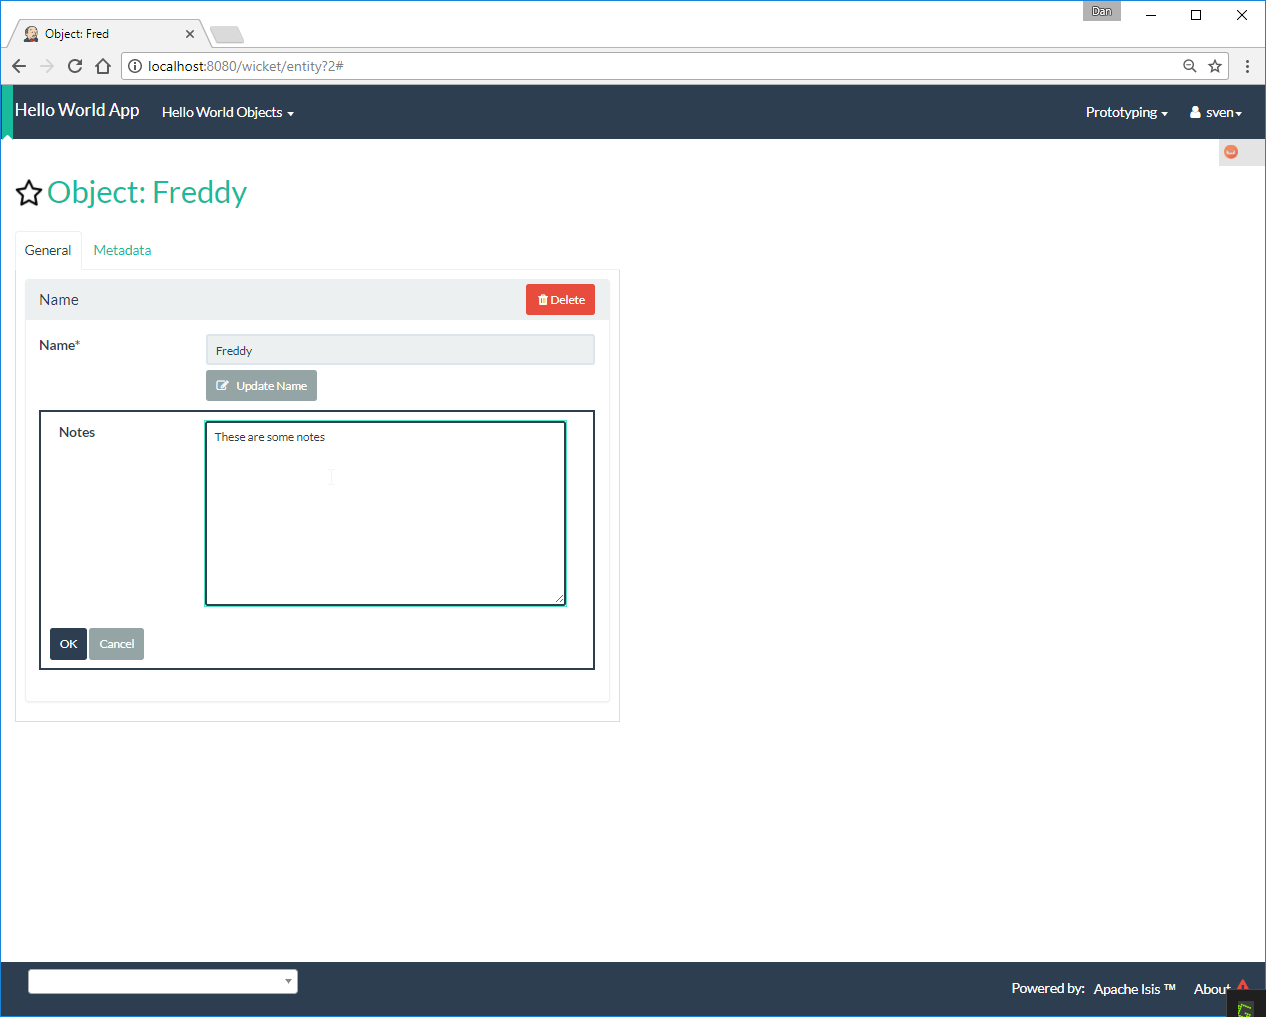 Dan
Object: Fred
localhost:8080/wicket/entity?2#
Hello World App Hello World Objects Prototyping sven
Object: Freddy
General Metadata
Name Delete
Name* Freddy
Update Name
Notes These are some notes
OK Cancel
Powered by: Apache Isis ™ About